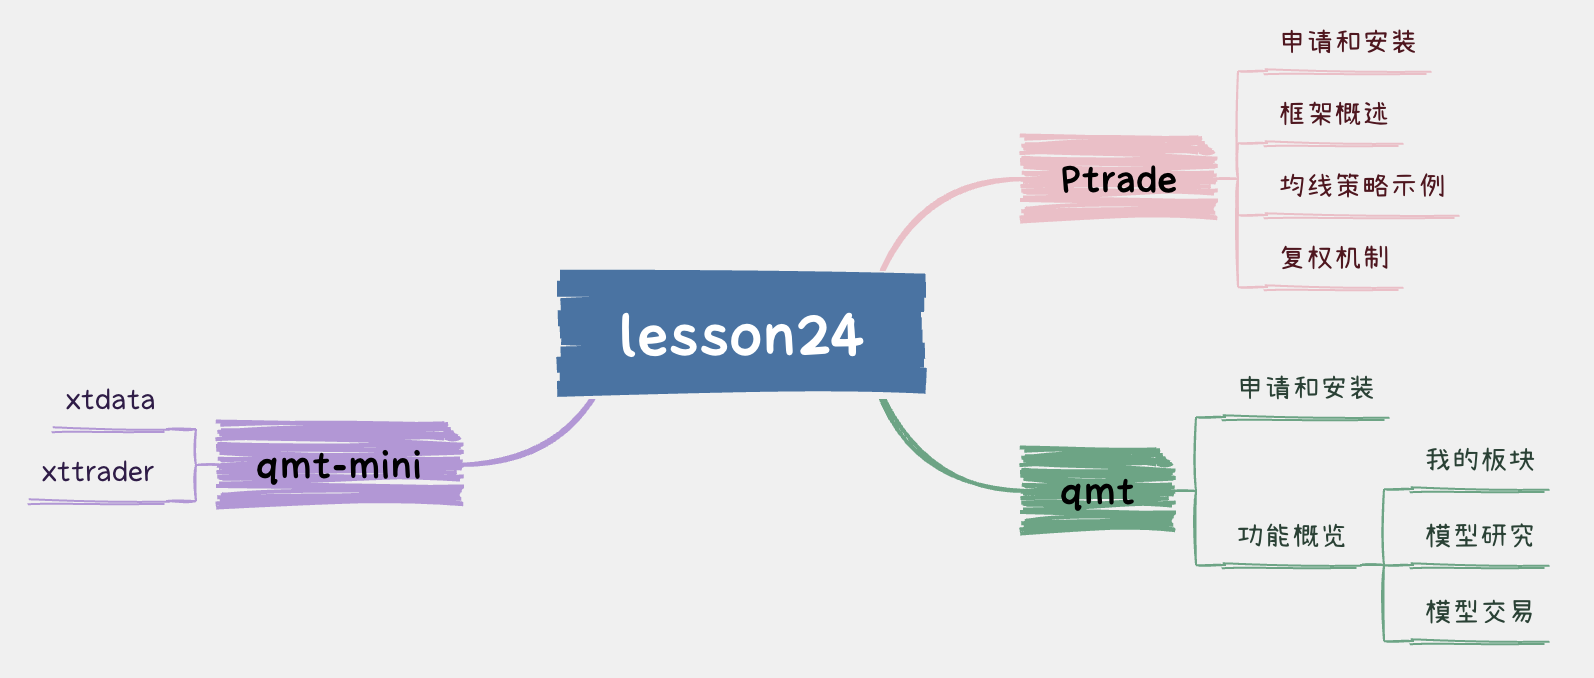 lesson24
Ptrade
申请和安装
框架概述
均线策略示例
复权机制
qmt
申请和安装
功能概览
我的板块
模型研究
模型交易
qmt-mini
xtdata
xttrader